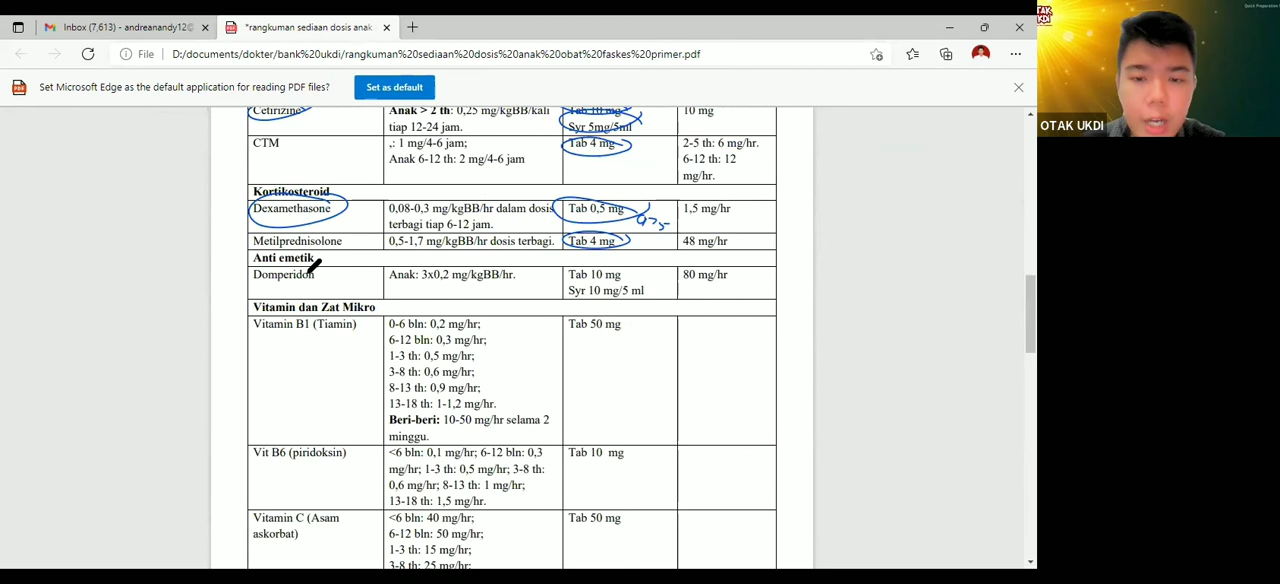 Inbox (7,613) - andreanandy12@
*rangkuman sediaan dosis anak
D:/documents/dokter/bank%20ukdi/rangkuman%20sediaan%20dosis%20anak%20obat%20faskes%20primer.pdf
File
Set Microsoft Edge as the default application for reading PDF files?
Set as default
OTAK UKDI
OTAK
UKDI
Cetirizine
Anak > 2 th: 0,25 mg/kgBB/kali
tiap 12-24 jam.
Tab 10 mg
Syr 5mg/5ml
10 mg
CTM
,: 1 mg/4-6 jam;
Anak 6-12 th: 2 mg/4-6 jam
Tab 4 mg
2-5 th: 6 mg/hr.
6-12 th: 12
mg/hr.
Kortikosteroid
Dexamethasone
0,08-0,3 mg/kgBB/hr dalam dosis
terbagi tiap 6-12 jam.
Tab 0,5 mg
1,5 mg/hr
Metilprednisolone
0,5-1,7 mg/kgBB/hr dosis terbagi.
Tab 4 mg
48 mg/hr
Anti emetik
Domperidon
Anak: 3x0,2 mg/kgBB/hr.
Tab 10 mg
Syr 10 mg/5 ml
80 mg/hr
Vitamin dan Zat Mikro
Vitamin B1 (Tiamin)
0-6 bln: 0,2 mg/hr;
6-12 bln: 0,3 mg/hr;
1-3 th: 0,5 mg/hr;
3-8 th: 0,6 mg/hr;
8-13 th: 0,9 mg/hr;
13-18 th: 1-1,2 mg/hr.
Beri-beri: 10-50 mg/hr selama 2
minggu.
Tab 50 mg
Vit B6 (piridoksin)
<6 bln: 0,1 mg/hr; 6-12 bln: 0,3
mg/hr; 1-3 th: 0,5 mg/hr; 3-8 th:
0,6 mg/hr; 8-13 th: 1 mg/hr;
13-18 th: 1,5 mg/hr.
Tab 10 mg
Vitamin C (Asam
askorbat)
<6 bln: 40 mg/hr;
6-12 bln: 50 mg/hr;
1-3 th: 15 mg/hr;
3-8 th: 25 mg/hr;
Tab 50 mg